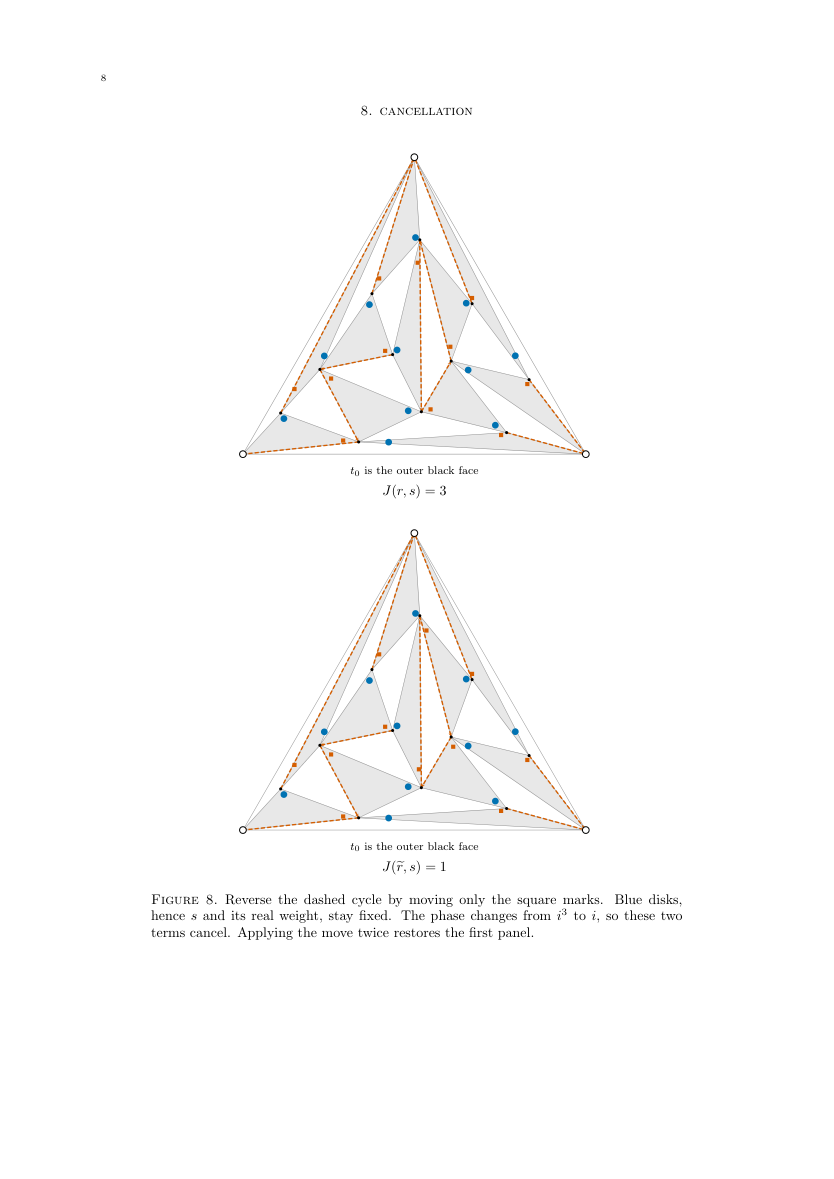 8
8. CANCELLATION
t₀ is the outer black face
J(r, s) = 3
t₀ is the outer black face
J(r̃, s) = 1
FIGURE 8. Reverse the dashed cycle by moving only the square marks. Blue disks,
hence s and its real weight, stay fixed. The phase changes from i³ to i, so these two
terms cancel. Applying the move twice restores the first panel.